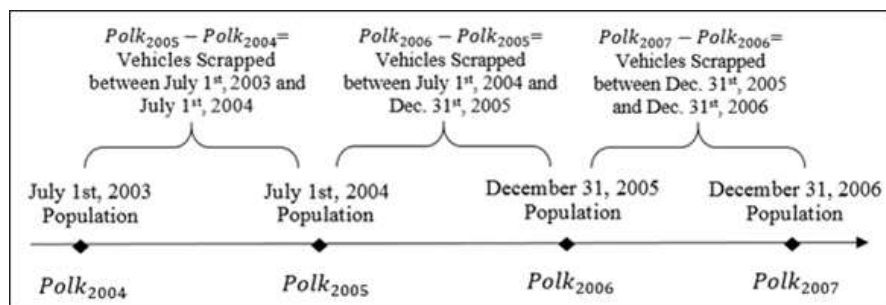 Polk₂₀₀₅ − Polk₂₀₀₄=
Vehicles Scrapped
between July 1st, 2003 and
July 1st, 2004
Polk₂₀₀₆ − Polk₂₀₀₅=
Vehicles Scrapped
between July 1st,
2004 and
Dec. 31st, 2005
Polk₂₀₀₇ − Polk₂₀₀₆=
Vehicles Scrapped
between Dec. 31st, 2005
and Dec. 31st, 2006
July 1st, 2003
Population
July 1st, 2004
Population
December 31, 2005
Population
December 31, 2006
Population
Polk₂₀₀₄
Polk₂₀₀₅
Polk₂₀₀₆
Polk₂₀₀₇